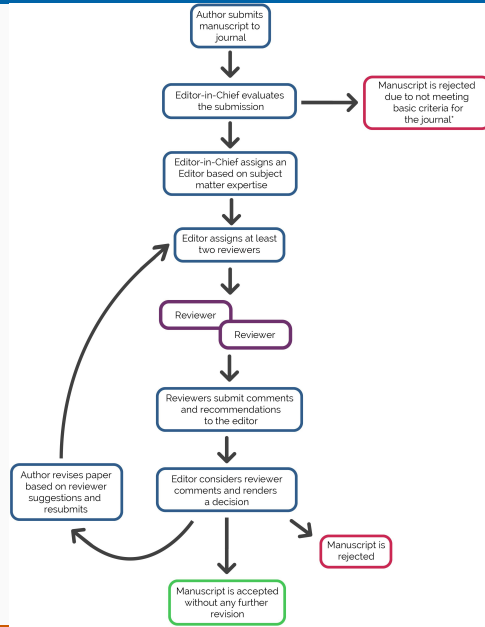 Author submits
manuscript to
journal
Editor-in-Chief evaluates
the submission
Manuscript is rejected
due to not meeting
basic criteria for
the journal*
Editor-in-Chief assigns an
Editor based on subject
matter expertise
Editor assigns at least
two reviewers
Reviewer
Reviewer
Reviewers submit comments
and recommendations
to the editor
Author revises paper
based on reviewer
suggestions and
resubmits
Editor considers reviewer
comments and renders
a decision
Manuscript is
rejected
Manuscript is accepted
without any further
revision